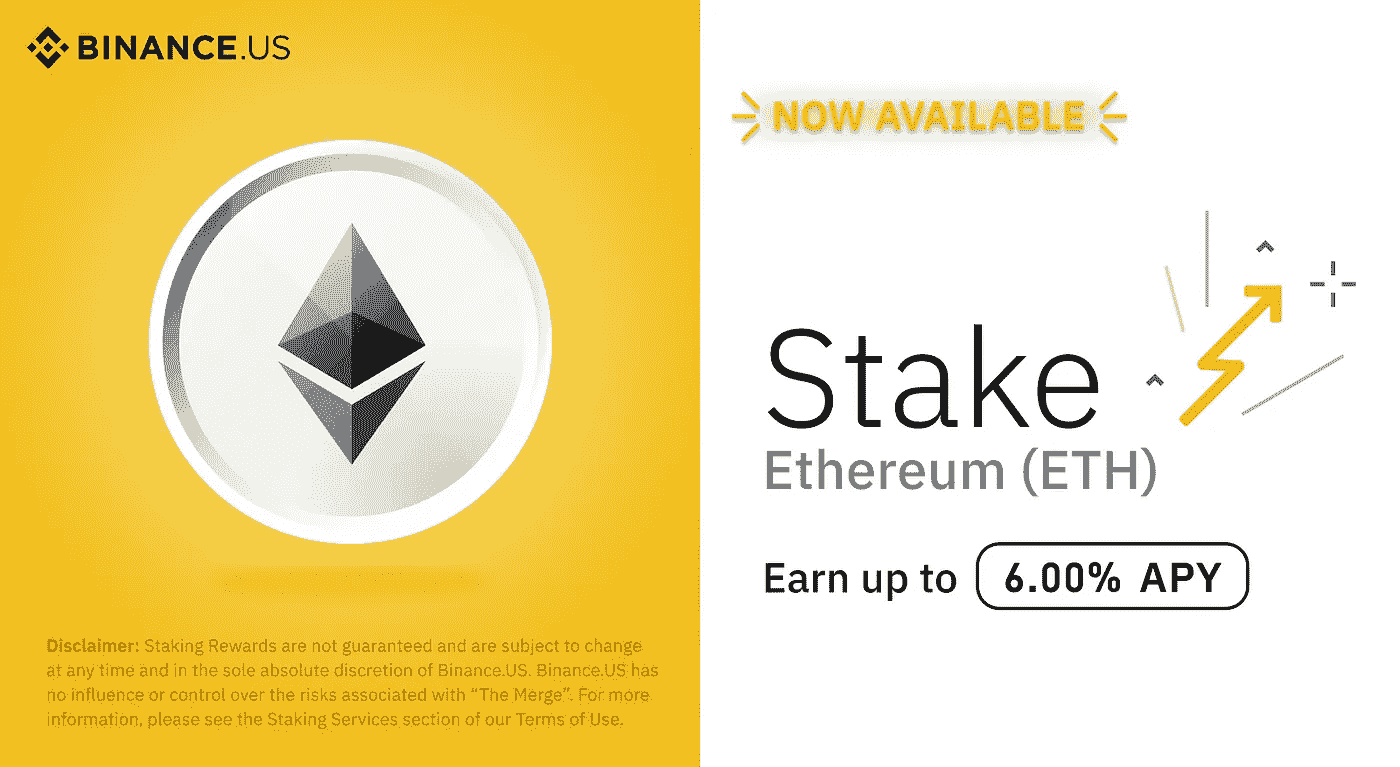 BINANCE.US
NOW AVAILABLE
Stake
Ethereum (ETH)
Earn up to 6.00% APY
Disclaimer: Staking Rewards are not guaranteed and are subject to change
at any time and in the sole absolute discretion of Binance.US. Binance.US has
no influence or control over the risks associated with “The Merge”. For more
information, please see the Staking Services section of our Terms of Use.